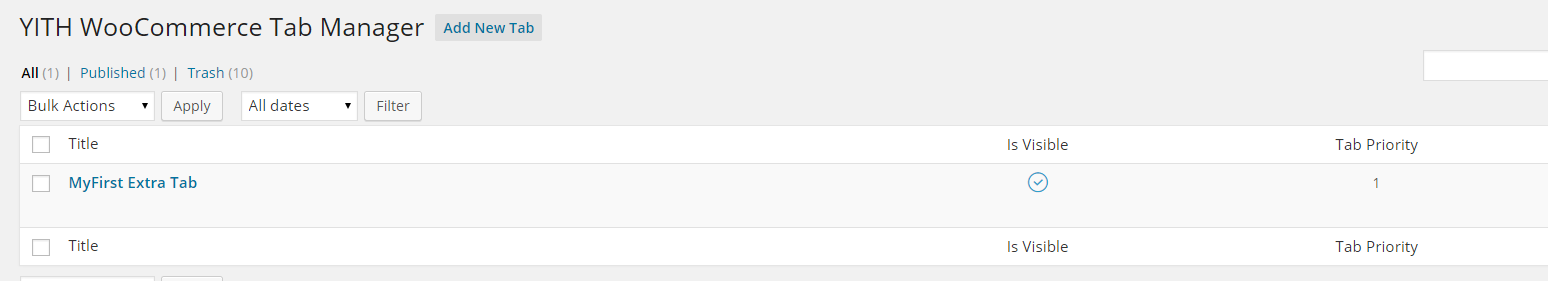 YITH WooCommerce Tab Manager Add New Tab
All (1) | Published (1) | Trash (10)
Bulk Actions Apply All dates Filter
Title Is Visible Tab Priority
MyFirst Extra Tab 1
Title Is Visible Tab Priority